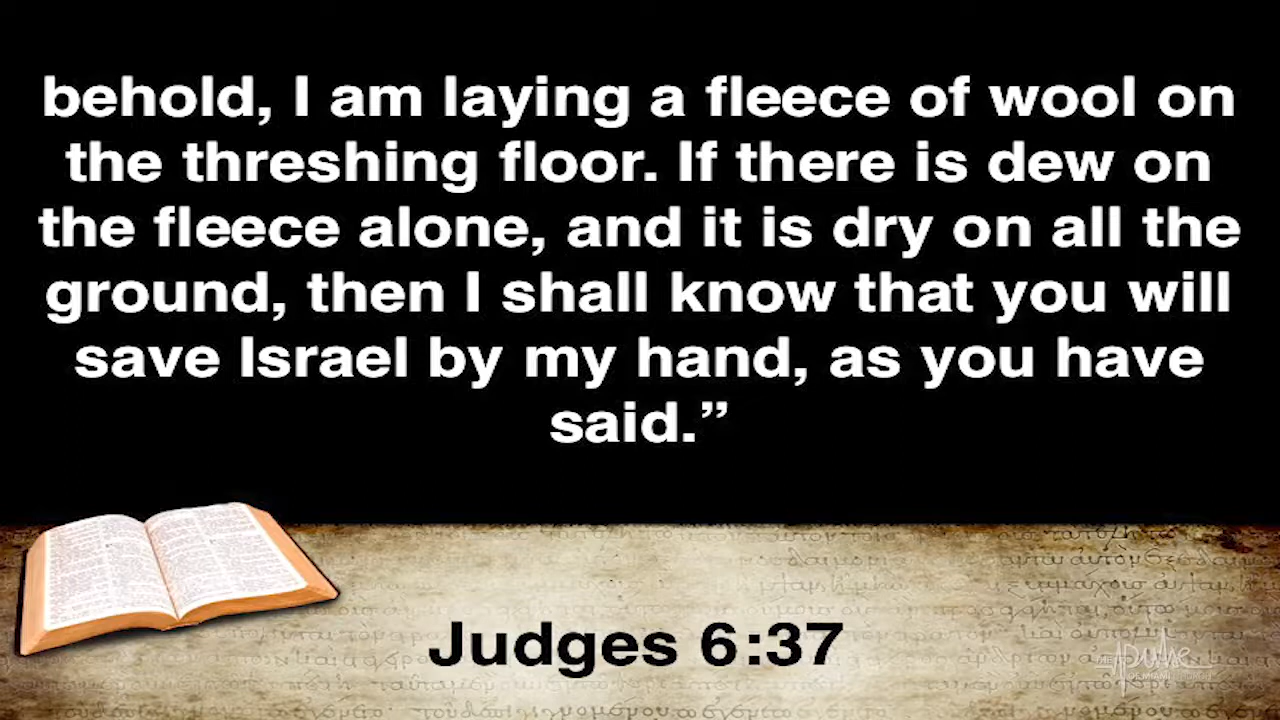 behold, I am laying a fleece of wool on
the threshing floor. If there is dew on
the fleece alone, and it is dry on all the
ground, then I shall know that you will
save Israel by my hand, as you have
said.”
Judges 6:37